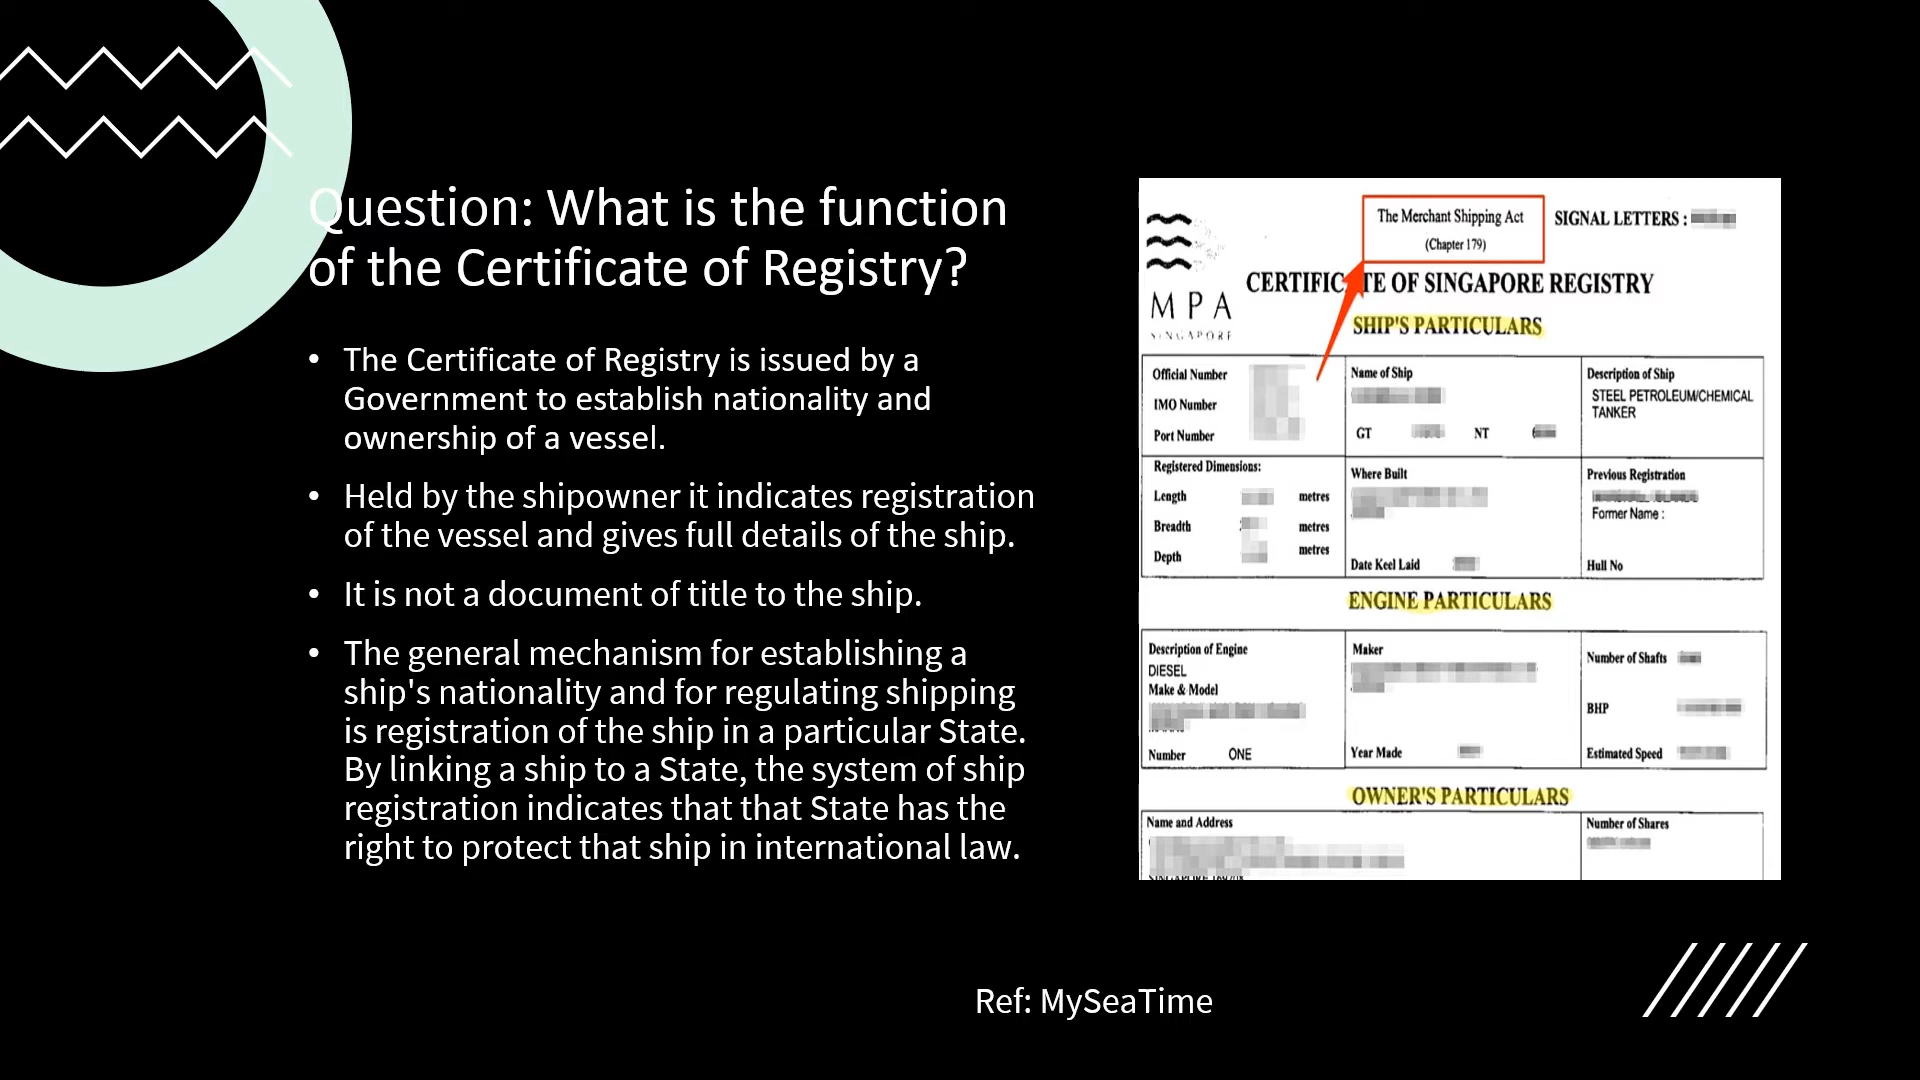 Question: What is the function
of the Certificate of Registry?
• The Certificate of Registry is issued by a
Government to establish nationality and
ownership of a vessel.
• Held by the shipowner it indicates registration
of the vessel and gives full details of the ship.
• It is not a document of title to the ship.
• The general mechanism for establishing a
ship's nationality and for regulating shipping
is registration of the ship in a particular State.
By linking a ship to a State, the system of ship
registration indicates that that State has the
right to protect that ship in international law.
The Merchant Shipping Act
(Chapter 179)
SIGNAL LETTERS :
MPA
SINGAPORE
CERTIFICATE OF SINGAPORE REGISTRY
SHIP'S PARTICULARS
Official Number
IMO Number
Port Number
Name of Ship
GT NT
Description of Ship
STEEL PETROLEUM/CHEMICAL
TANKER
Registered Dimensions:
Length metres
Breadth metres
Depth metres
Where Built
Date Keel Laid
Previous Registration
Former Name :
Hull No
ENGINE PARTICULARS
Description of Engine
DIESEL
Make & Model
Number ONE
Maker
Year Made
Number of Shafts
BHP
Estimated Speed
OWNER'S PARTICULARS
Name and Address
Number of Shares
Ref: MySeaTime